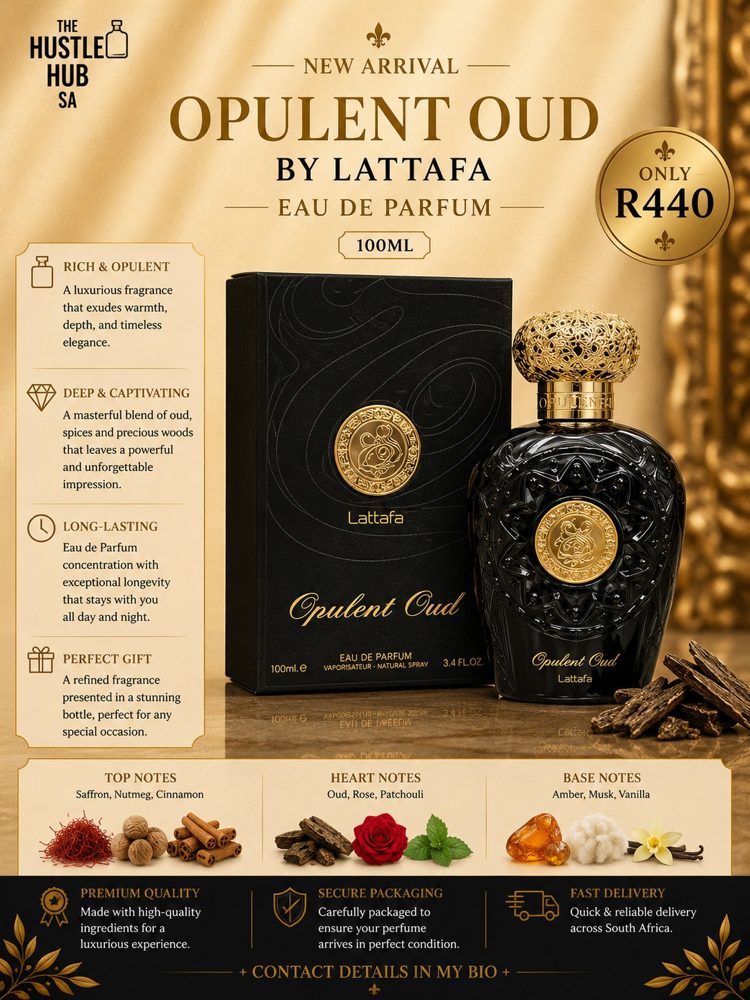 THE
HUSTLE
HUB
SA
NEW ARRIVAL
OPULENT OUD
BY LATTAFA
EAU DE PARFUM
100ML
ONLY
R440
RICH & OPULENT
A luxurious fragrance
that exudes warmth,
depth, and timeless
elegance.
DEEP & CAPTIVATING
A masterful blend of oud,
spices and precious woods
that leaves a powerful
and unforgettable
impression.
LONG-LASTING
Eau de Parfum
concentration with
exceptional longevity
that stays with you
all day and night.
PERFECT GIFT
A refined fragrance
presented in a stunning
bottle, perfect for any
special occasion.
Lattafa
Opulent Oud
100ml.e
EAU DE PARFUM
VAPORISATEUR - NATURAL SPRAY
3.4 FL.OZ.
Opulent Oud
Lattafa
TOP NOTES
Saffron, Nutmeg, Cinnamon
HEART NOTES
Oud, Rose, Patchouli
BASE NOTES
Amber, Musk, Vanilla
PREMIUM QUALITY
Made with high-quality
ingredients for a
luxurious experience.
SECURE PACKAGING
Carefully packaged to
ensure your perfume
arrives in perfect condition.
FAST DELIVERY
Quick & reliable delivery
across South Africa.
+ CONTACT DETAILS IN MY BIO +